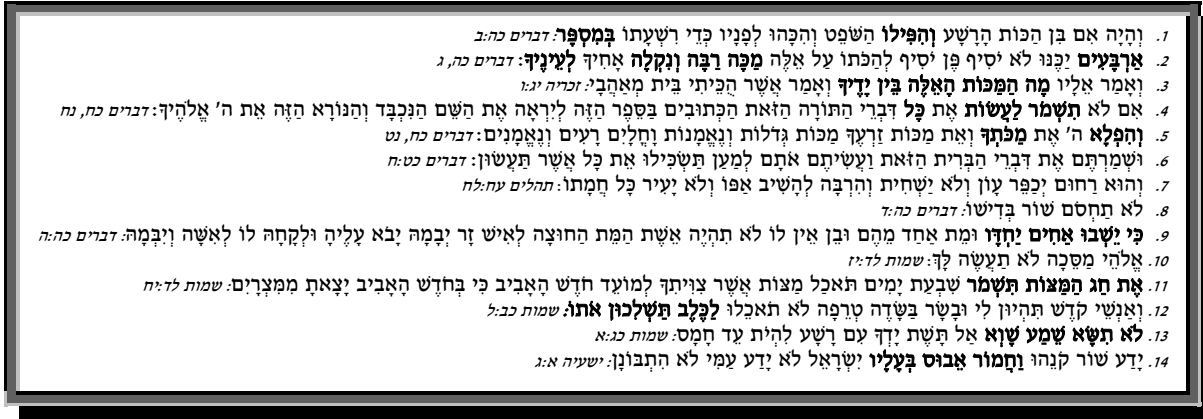 1. וְהָיָה אִם בִּן הַכּוֹת הָרָשָׁע וְהִפִּילוֹ הַשֹּׁפֵט וְהִכָּהוּ לְפָנָיו כְּדֵי רִשְׁעָתוֹ בְּמִסְפָּר: דברים כה:ב
2. אַרְבָּעִים יַכֶּנּוּ לֹא יֹסִיף פֶּן יֹסִיף לְהַכֹּתוֹ עַל אֵלֶּה מַכָּה רַבָּה וְנִקְלָה אָחִיךָ לְעֵינֶיךָ: דברים כה, ג
3. וְאָמַר אֵלָיו מָה הַמַּכּוֹת הָאֵלֶּה בֵּין יָדֶיךָ וְאָמַר אֲשֶׁר הֻכֵּיתִי בֵּית מְאַהֲבָי: זכריה יג:ו
4. אִם לֹא תִשְׁמֹר לַעֲשׂוֹת אֶת כָּל דִּבְרֵי הַתּוֹרָה הַזֹּאת הַכְּתוּבִים בַּסֵּפֶר הַזֶּה לְיִרְאָה אֶת הַשֵּׁם הַנִּכְבָּד וְהַנּוֹרָא הַזֶּה אֵת ה' אֱלֹהֶיךָ: דברים כח, נח
5. וְהִפְלָא ה' אֶת מַכֹּתְךָ וְאֵת מַכּוֹת זַרְעֶךָ מַכּוֹת גְּדֹלוֹת וְנֶאֱמָנוֹת וָחֳלָיִם רָעִים וְנֶאֱמָנִים: דברים כח, נט
6. וּשְׁמַרְתֶּם אֶת דִּבְרֵי הַבְּרִית הַזֹּאת וַעֲשִׂיתֶם אֹתָם לְמַעַן תַּשְׂכִּילוּ אֵת כָּל אֲשֶׁר תַּעֲשׂוּן: דברים כט:ח
7. וְהוּא רַחוּם יְכַפֵּר עָוֹן וְלֹא יַשְׁחִית וְהִרְבָּה לְהָשִׁיב אַפּוֹ וְלֹא יָעִיר כָּל חֲמָתוֹ: תהלים עח:לח
8. לֹא תַחְסֹם שׁוֹר בְּדִישׁוֹ: דברים כה:ד
9. כִּי יֵשְׁבוּ אַחִים יַחְדָּו וּמֵת אַחַד מֵהֶם וּבֵן אֵין לוֹ לֹא תִהְיֶה אֵשֶׁת הַמֵּת הַחוּצָה לְאִישׁ זָר יְבָמָהּ יָבֹא עָלֶיהָ וּלְקָחָהּ לוֹ לְאִשָּׁה וְיִבְּמָהּ: דברים כה:ה
10. אֱלֹהֵי מַסֵּכָה לֹא תַעֲשֶׂה לָּךְ: שמות לד:יז
11. אֶת חַג הַמַּצּוֹת תִּשְׁמֹר שִׁבְעַת יָמִים תֹּאכַל מַצּוֹת אֲשֶׁר צִוִּיתִךָ לְמוֹעֵד חֹדֶשׁ הָאָבִיב כִּי בְּחֹדֶשׁ הָאָבִיב יָצָאתָ מִמִּצְרָיִם: שמות לד:יח
12. וְאַנְשֵׁי קֹדֶשׁ תִּהְיוּן לִי וּבָשָׂר בַּשָּׂדֶה טְרֵפָה לֹא תֹאכֵלוּ לַכֶּלֶב תַּשְׁלִכוּן אֹתוֹ: שמות כב:ל
13. לֹא תִשָּׂא שֵׁמַע שָׁוְא אַל תָּשֶׁת יָדְךָ עִם רָשָׁע לִהְיֹת עֵד חָמָס: שמות כג:א
14. יָדַע שׁוֹר קֹנֵהוּ וַחֲמוֹר אֵבוּס בְּעָלָיו יִשְׂרָאֵל לֹא יָדַע עַמִּי לֹא הִתְבּוֹנָן: ישעיה א:ג